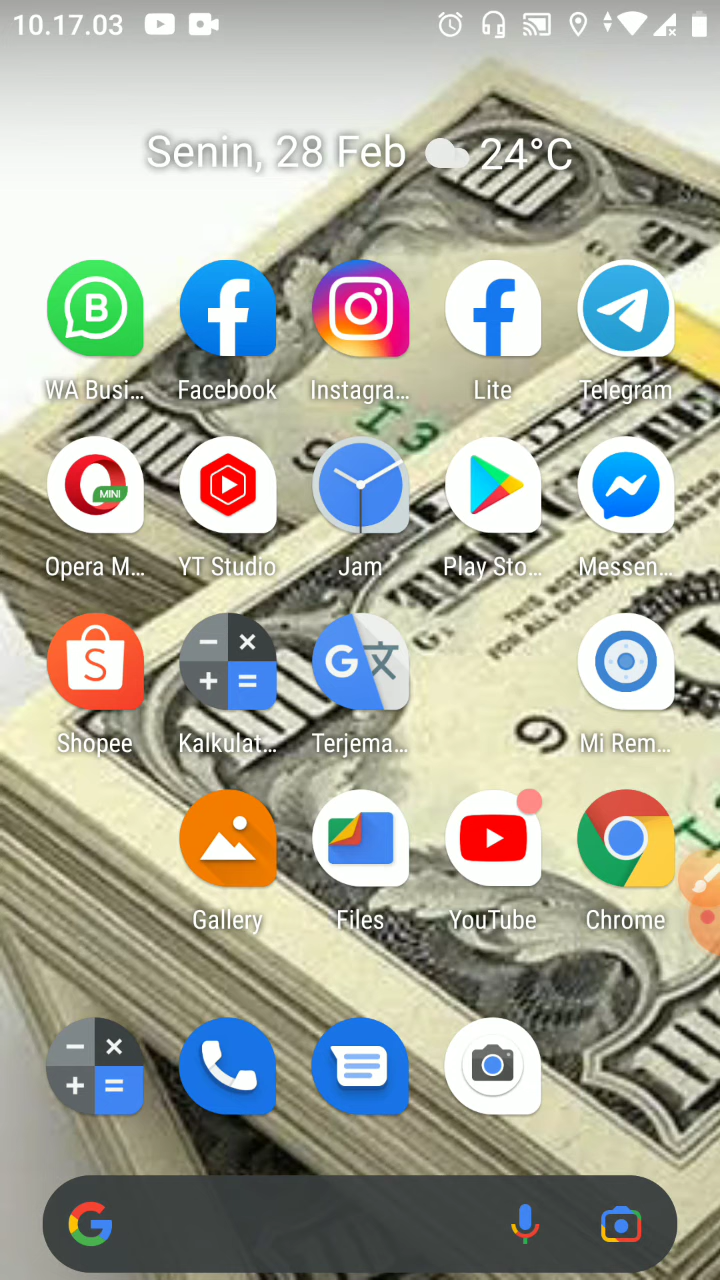 10.17.03
Senin, 28 Feb 24°C
WA Busi... Facebook Instagra... Lite Telegram
MINI
Opera M... YT Studio Jam Play Sto... Messen...
Shopee Kalkulat... Terjema... Mi Rem...
Gallery Files YouTube Chrome